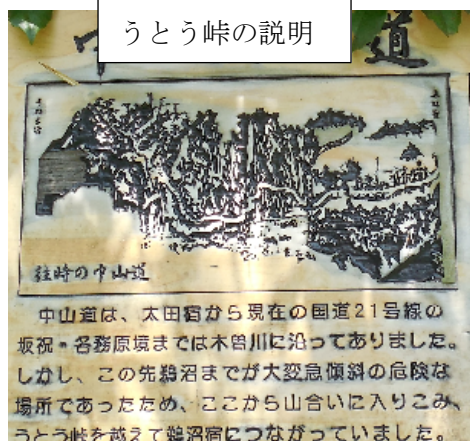 うとう峠の説明
道
往時の中山道
中山道は、太田宿から現在の国道21号線の
坂祝・各務原境までは木曽川に沿ってありました。
しかし、この先鵜沼までが大変急傾斜の危険な
場所であったため、ここから山合いに入りこみ、
うとう峠を越えて鵜沼宿につながっていました。